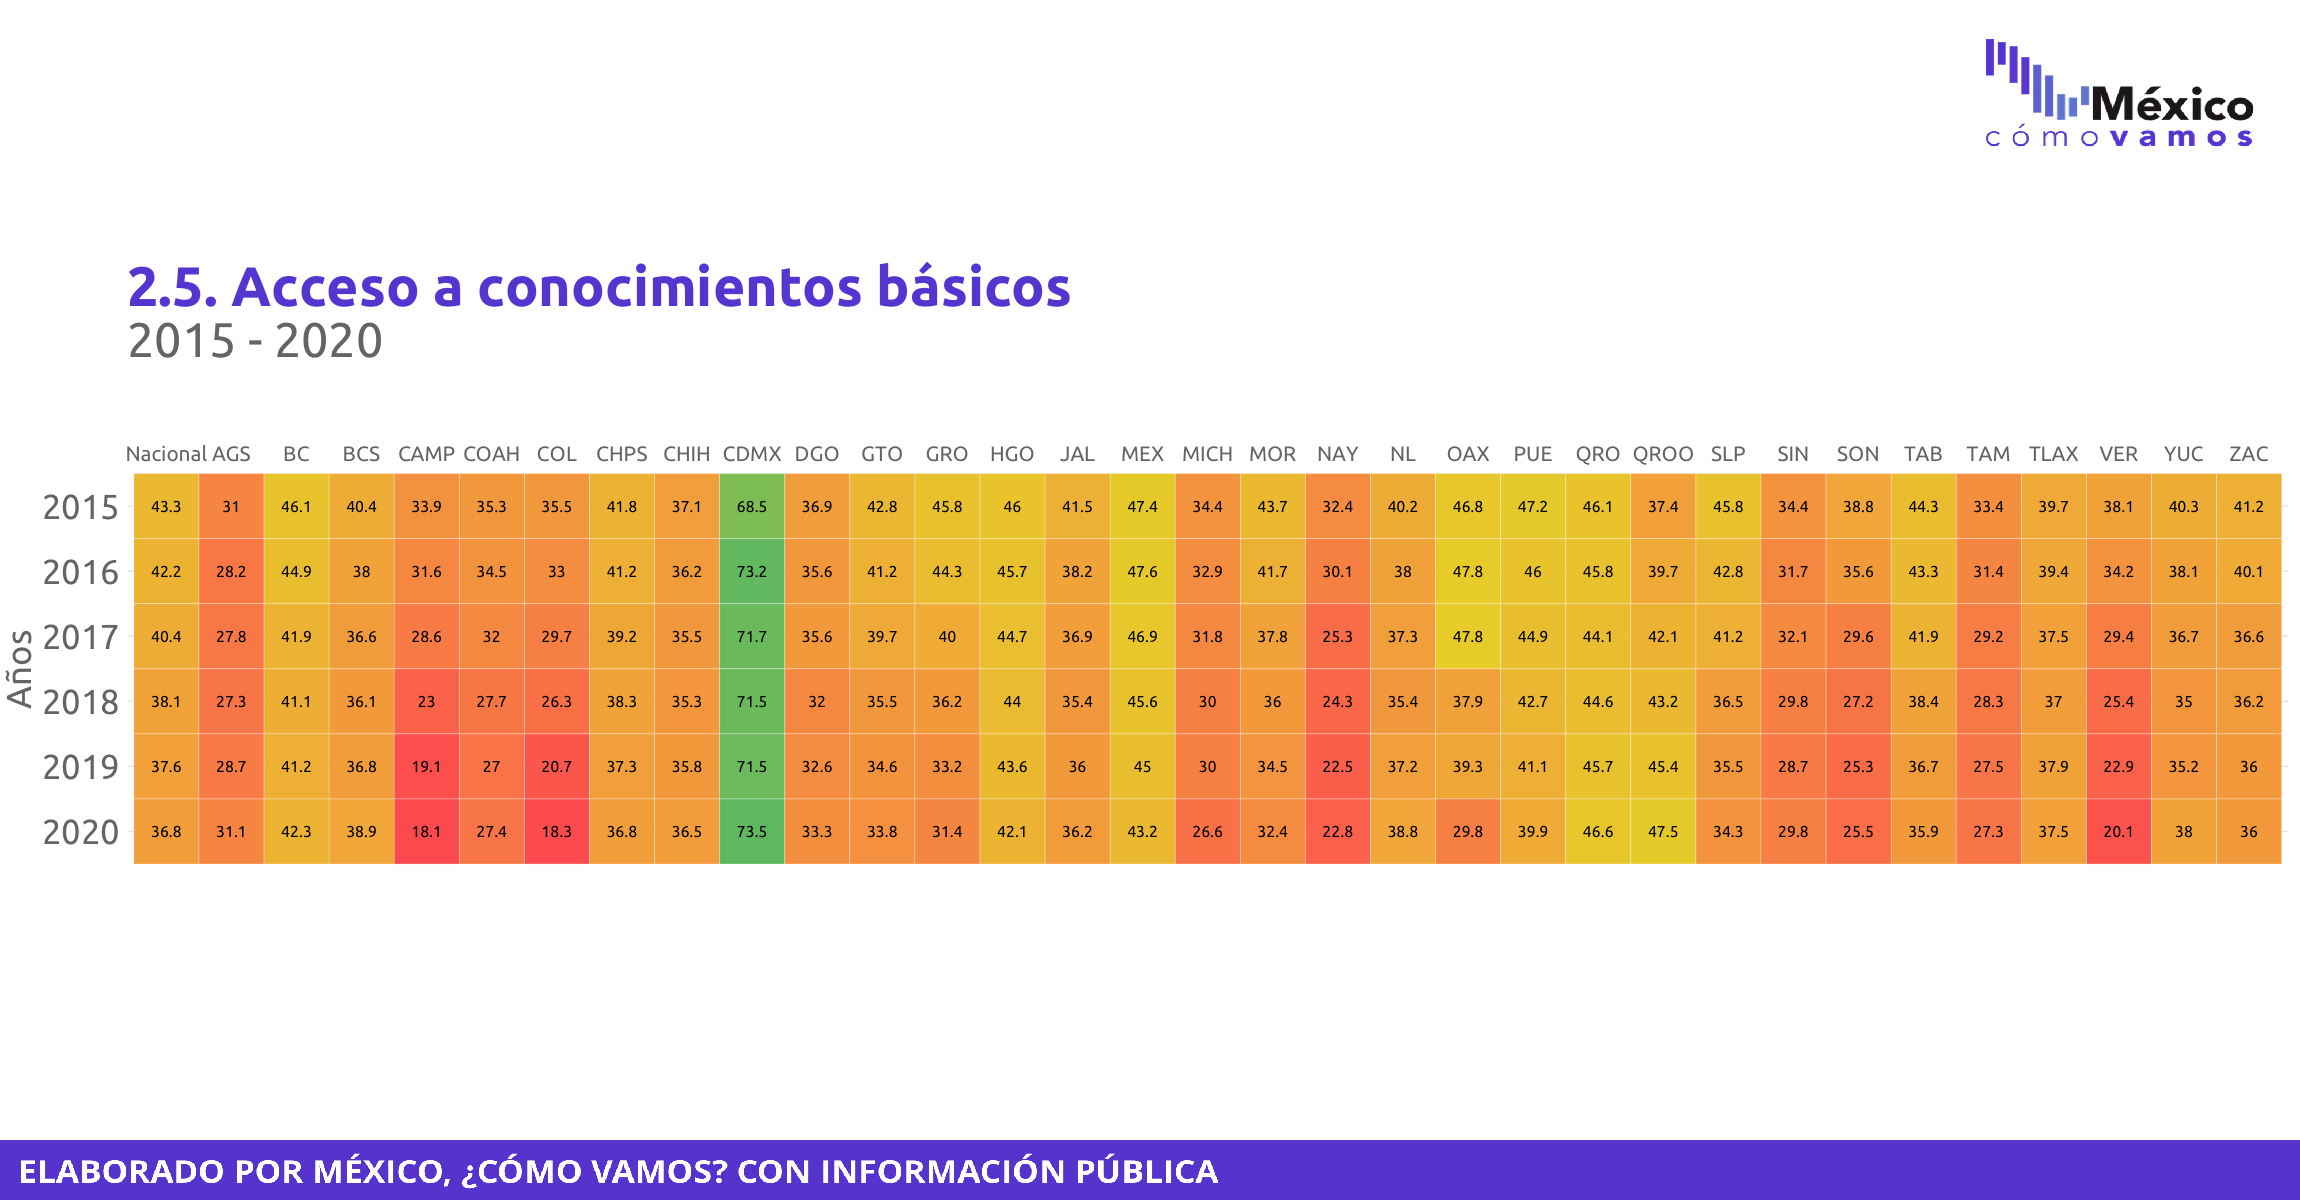 México
cómovamos
2.5. Acceso a conocimientos básicos
2015 - 2020
Nacional AGS BC BCS CAMP COAH COL CHPS CHIH CDMX DGO GTO GRO HGO JAL MEX MICH MOR NAY NL OAX PUE QRO QROO SLP SIN SON TAB TAM TLAX VER YUC ZAC
2015 43.3 31 46.1 40.4 33.9 35.3 35.5 41.8 37.1 68.5 36.9 42.8 45.8 46 41.5 47.4 34.4 43.7 32.4 40.2 46.8 47.2 46.1 37.4 45.8 34.4 38.8 44.3 33.4 39.7 38.1 40.3 41.2
2016 42.2 28.2 44.9 38 31.6 34.5 33 41.2 36.2 73.2 35.6 41.2 44.3 45.7 38.2 47.6 32.9 41.7 30.1 38 47.8 46 45.8 39.7 42.8 31.7 35.6 43.3 31.4 39.4 34.2 38.1 40.1
Años
2017 40.4 27.8 41.9 36.6 28.6 32 29.7 39.2 35.5 71.7 35.6 39.7 40 44.7 36.9 46.9 31.8 37.8 25.3 37.3 47.8 44.9 44.1 42.1 41.2 32.1 29.6 41.9 29.2 37.5 29.4 36.7 36.6
2018 38.1 27.3 41.1 36.1 23 27.7 26.3 38.3 35.3 71.5 32 35.5 36.2 44 35.4 45.6 30 36 24.3 35.4 37.9 42.7 44.6 43.2 36.5 29.8 27.2 38.4 28.3 37 25.4 35 36.2
2019 37.6 28.7 41.2 36.8 19.1 27 20.7 37.3 35.8 71.5 32.6 34.6 33.2 43.6 36 45 30 34.5 22.5 37.2 39.3 41.1 45.7 45.4 35.5 28.7 25.3 36.7 27.5 37.9 22.9 35.2 36
2020 36.8 31.1 42.3 38.9 18.1 27.4 18.3 36.8 36.5 73.5 33.3 33.8 31.4 42.1 36.2 43.2 26.6 32.4 22.8 38.8 29.8 39.9 46.6 47.5 34.3 29.8 25.5 35.9 27.3 37.5 20.1 38 36
ELABORADO POR MÉXICO, ¿CÓMO VAMOS? CON INFORMACIÓN PÚBLICA